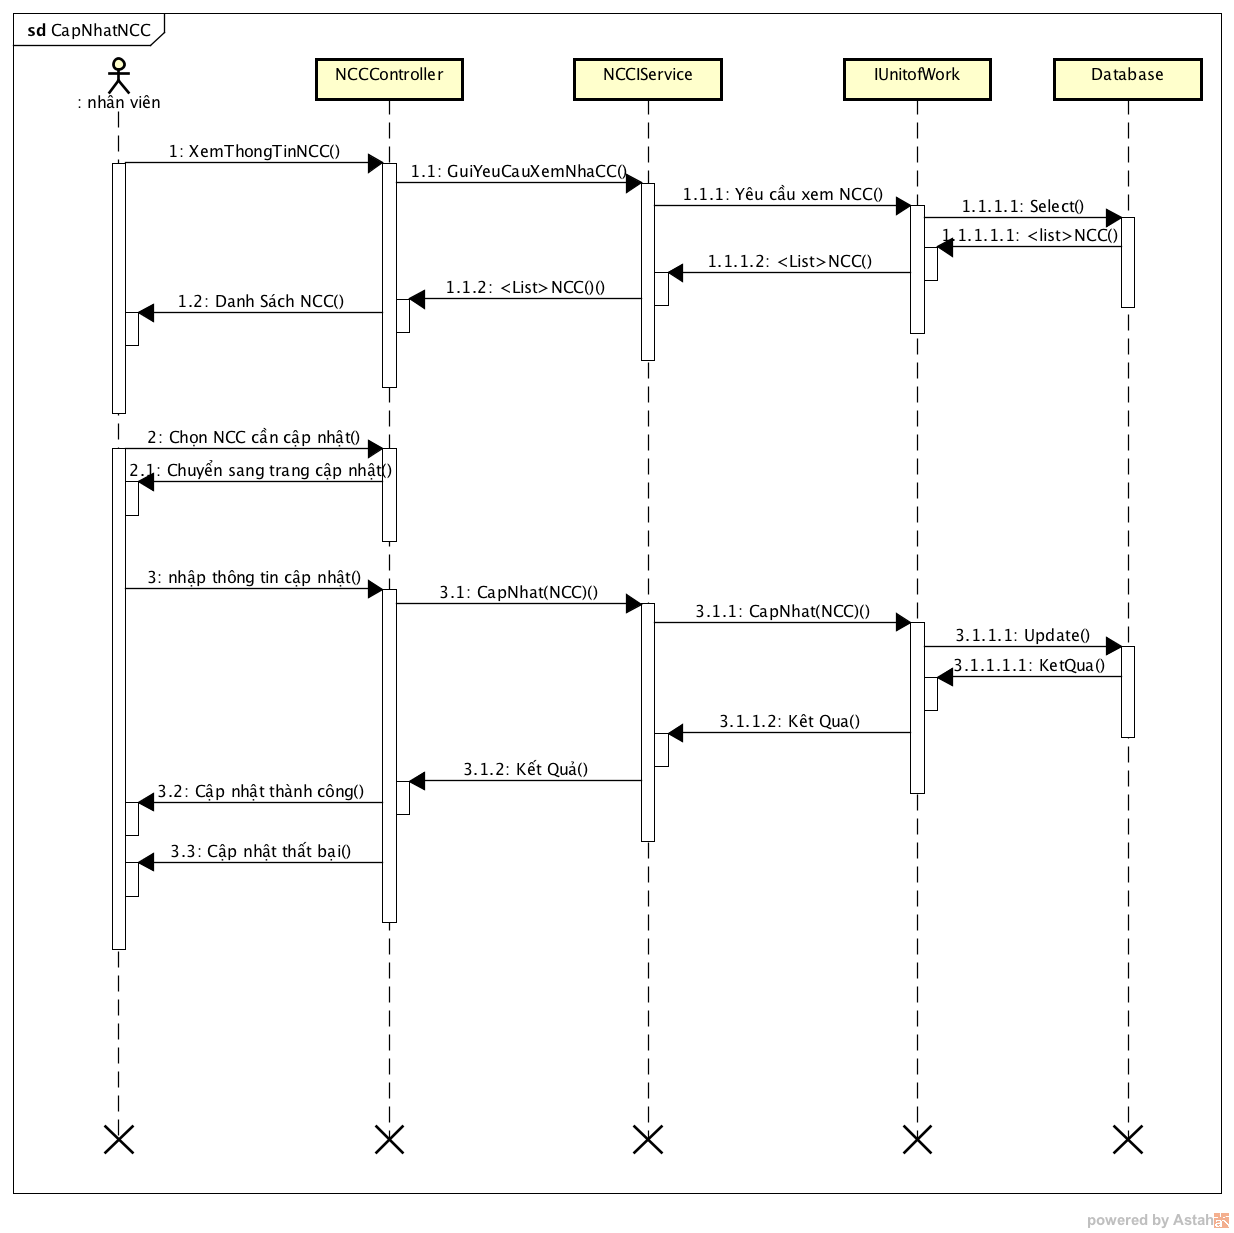 sd CapNhatNCC
: nhân viên
NCCController
NCCIService
IUnitofWork
Database
1: XemThongTinNCC()
1.1: GuiYeuCauXemNhaCC()
1.1.1: Yêu cầu xem NCC()
1.1.1.1: Select()
1.1.1.1.1: <list>NCC()
1.1.1.2: <List>NCC()
1.1.2: <List>NCC()()
1.2: Danh Sách NCC()
2: Chọn NCC cần cập nhật()
2.1: Chuyển sang trang cập nhật()
3: nhập thông tin cập nhật()
3.1: CapNhat(NCC)()
3.1.1: CapNhat(NCC)()
3.1.1.1: Update()
3.1.1.1.1: KetQua()
3.1.1.2: Kêt Qua()
3.1.2: Kết Quả()
3.2: Cập nhật thành công()
3.3: Cập nhật thất bại()
powered by Astah